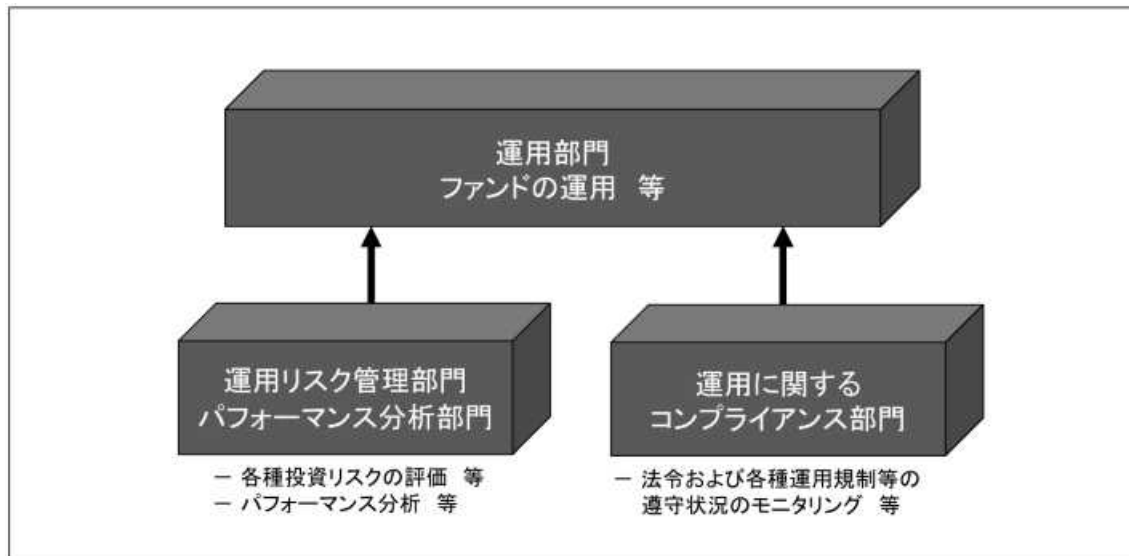 運用部門
ファンドの運用 等
運用リスク管理部門
パフォーマンス分析部門
－ 各種投資リスクの評価 等
－ パフォーマンス分析 等
運用に関する
コンプライアンス部門
－ 法令および各種運用規制等の
遵守状況のモニタリング 等